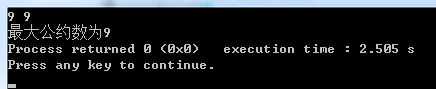 9 9
最大公约数为9
Process returned 0 (0x0)   execution time : 2.505 s
Press any key to continue.